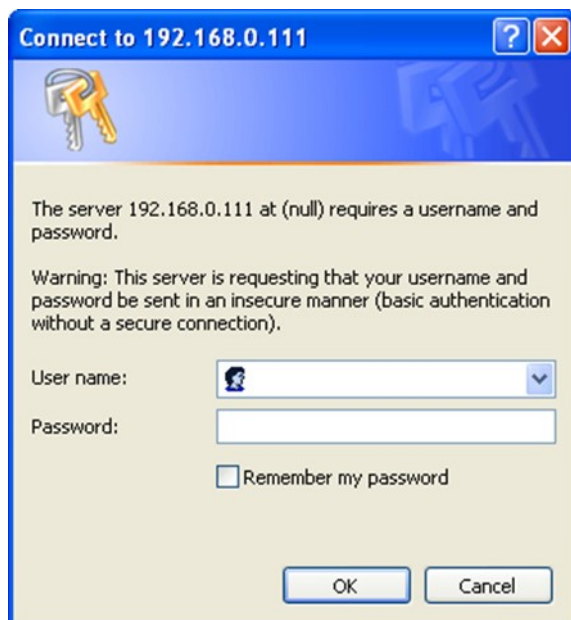 Connect to 192.168.0.111
?
The server 192.168.0.111 at (null) requires a username and
password.
Warning: This server is requesting that your username and
password be sent in an insecure manner (basic authentication
without a secure connection).
User name:
Password:
Remember my password
OK
Cancel